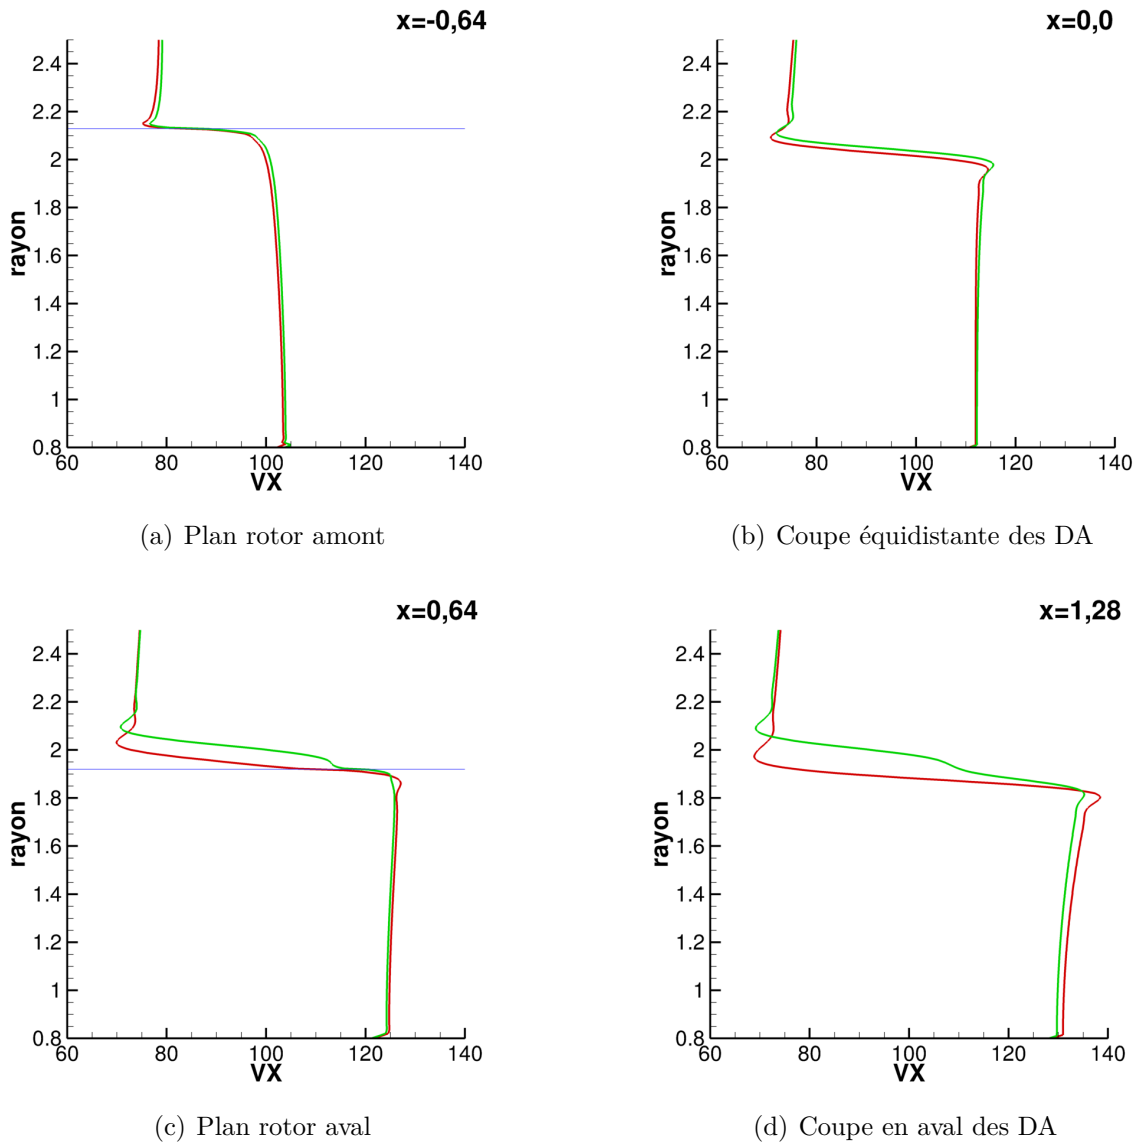 x=-0,64
2.4
2.2
2
1.8
1.6
1.4
1.2
1
0.8
rayon
60 80 100 120 140
VX
(a) Plan rotor amont
x=0,0
2.4
2.2
2
1.8
1.6
1.4
1.2
1
0.8
rayon
60 80 100 120 140
VX
(b) Coupe équidistante des DA
x=0,64
2.4
2.2
2
1.8
1.6
1.4
1.2
1
0.8
rayon
60 80 100 120 140
VX
(c) Plan rotor aval
x=1,28
2.4
2.2
2
1.8
1.6
1.4
1.2
1
0.8
rayon
60 80 100 120 140
VX
(d) Coupe en aval des DA